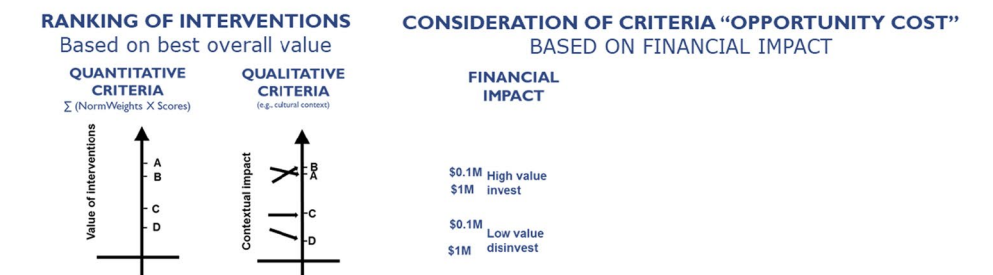 RANKING OF INTERVENTIONS
Based on best overall value
QUANTITATIVE
CRITERIA
∑ (NormWeights X Scores)
Value of interventions
A
B
C
D
QUALITATIVE
CRITERIA
(e.g., cultural context)
Contextual impact
B
A
C
D
CONSIDERATION OF CRITERIA “OPPORTUNITY COST”
BASED ON FINANCIAL IMPACT
FINANCIAL
IMPACT
$0.1M High value
$1M invest
$0.1M Low value
$1M disinvest